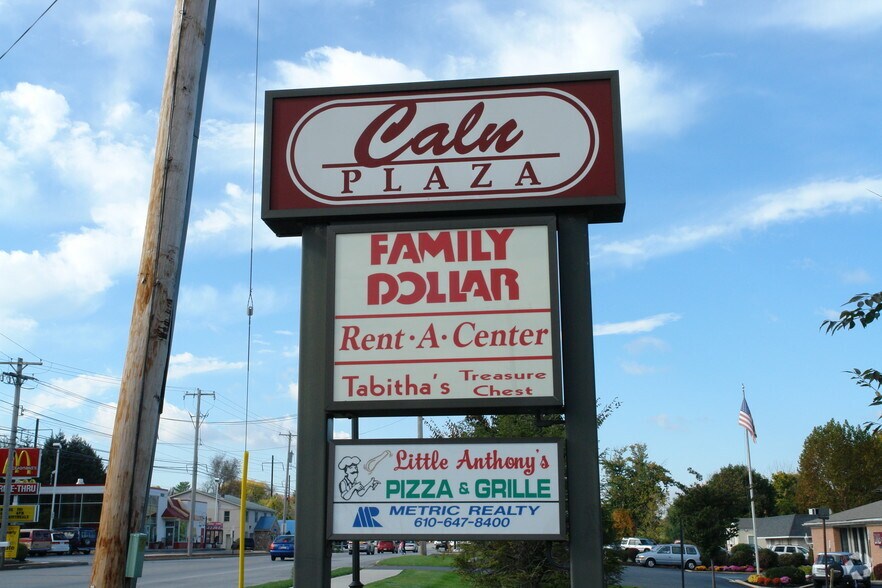 Caln
PLAZA
FAMILY
DOLLAR
Rent·A·Center
Tabitha's Treasure Chest
Little Anthony's
PIZZA & GRILLE
METRIC REALTY
610-647-8400